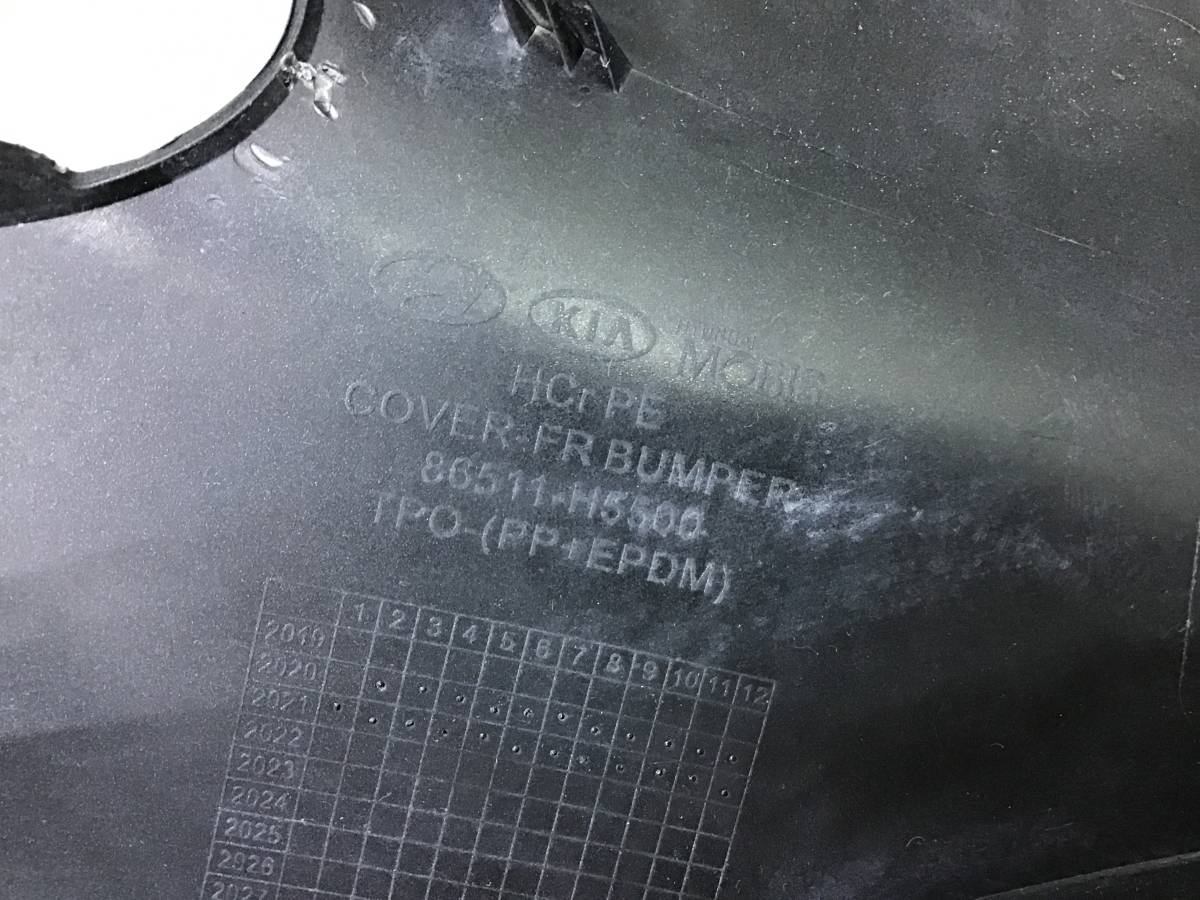 KIA
HYUNDAI
MOBIS
HCr PE
COVER-FR BUMPER
86511-H5500
TPO-(PP+EPDM)
1 2 3 4 5 6 7 8 9 10 11 12
2019
2020
2021
2022
2023
2024
2025
2026
2027